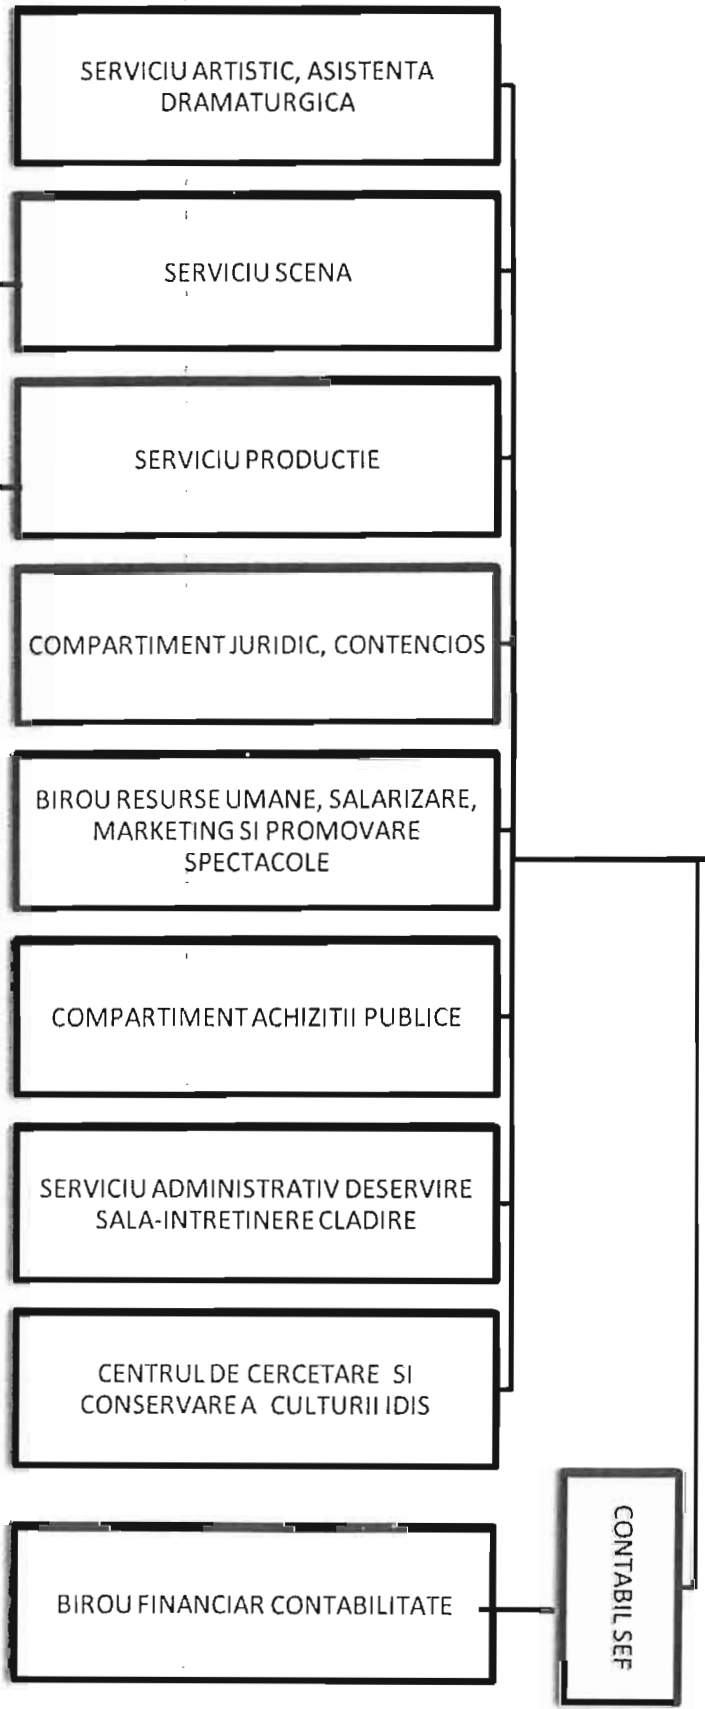 SERVICIU ARTISTIC, ASISTENTA
DRAMATURGICA
SERVICIU SCENA
SERVICIU PRODUCTIE
COMPARTIMENT JURIDIC, CONTENCIOS
BIROU RESURSE UMANE, SALARIZARE,
MARKETING SI PROMOVARE
SPECTACOLE
COMPARTIMENT ACHIZITII PUBLICE
SERVICIU ADMINISTRATIV DESERVIRE
SALA-INTRETINERE CLADIRE
CENTRUL DE CERCETARE SI
CONSERVARE A CULTURII IDIS
BIROU FINANCIAR CONTABILITATE
CONTABIL SEF